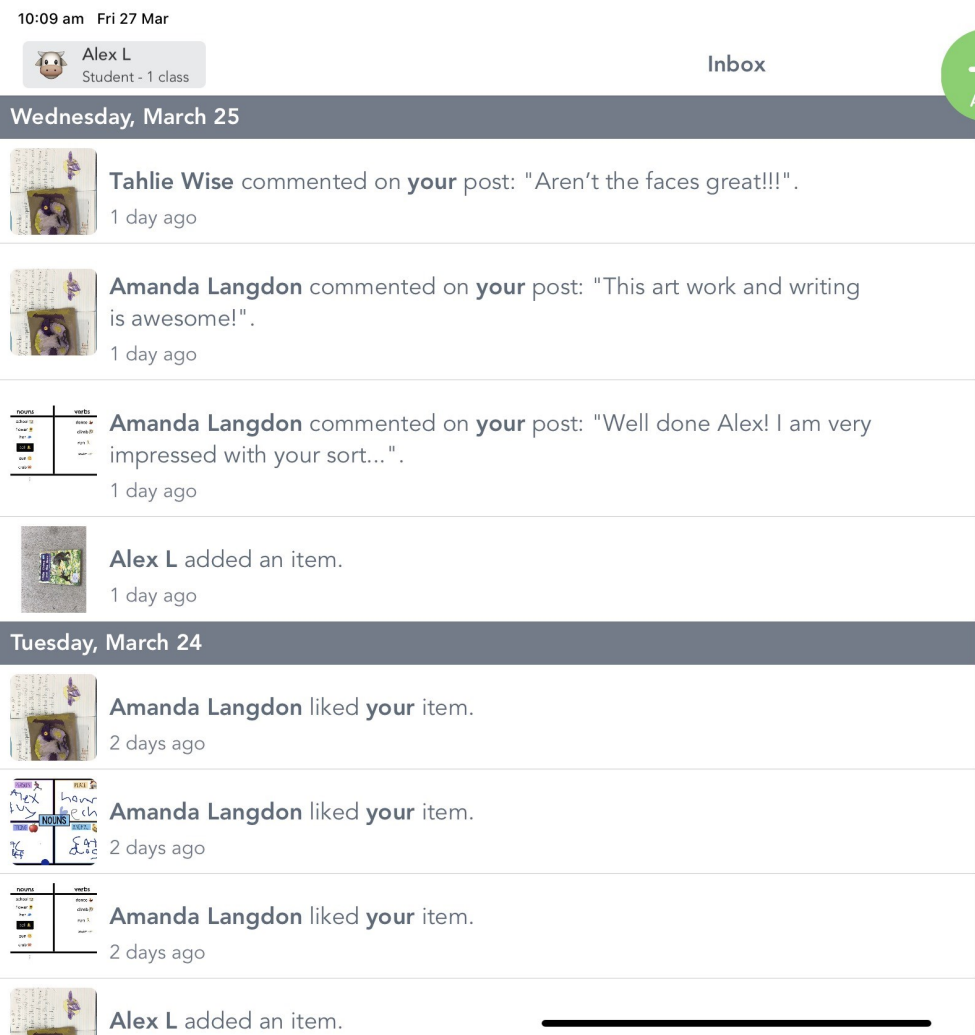 10:09 am Fri 27 Mar
Alex L
Student - 1 class
Inbox
Wednesday, March 25
Tahlie Wise commented on your post: "Aren’t the faces great!!!".
1 day ago
Amanda Langdon commented on your post: "This art work and writing
is awesome!".
1 day ago
nouns verbs
Amanda Langdon commented on your post: "Well done Alex! I am very
impressed with your sort...".
1 day ago
Alex L added an item.
1 day ago
Tuesday, March 24
Amanda Langdon liked your item.
2 days ago
NOUNS
Amanda Langdon liked your item.
2 days ago
nouns verbs
Amanda Langdon liked your item.
2 days ago
Alex L added an item.